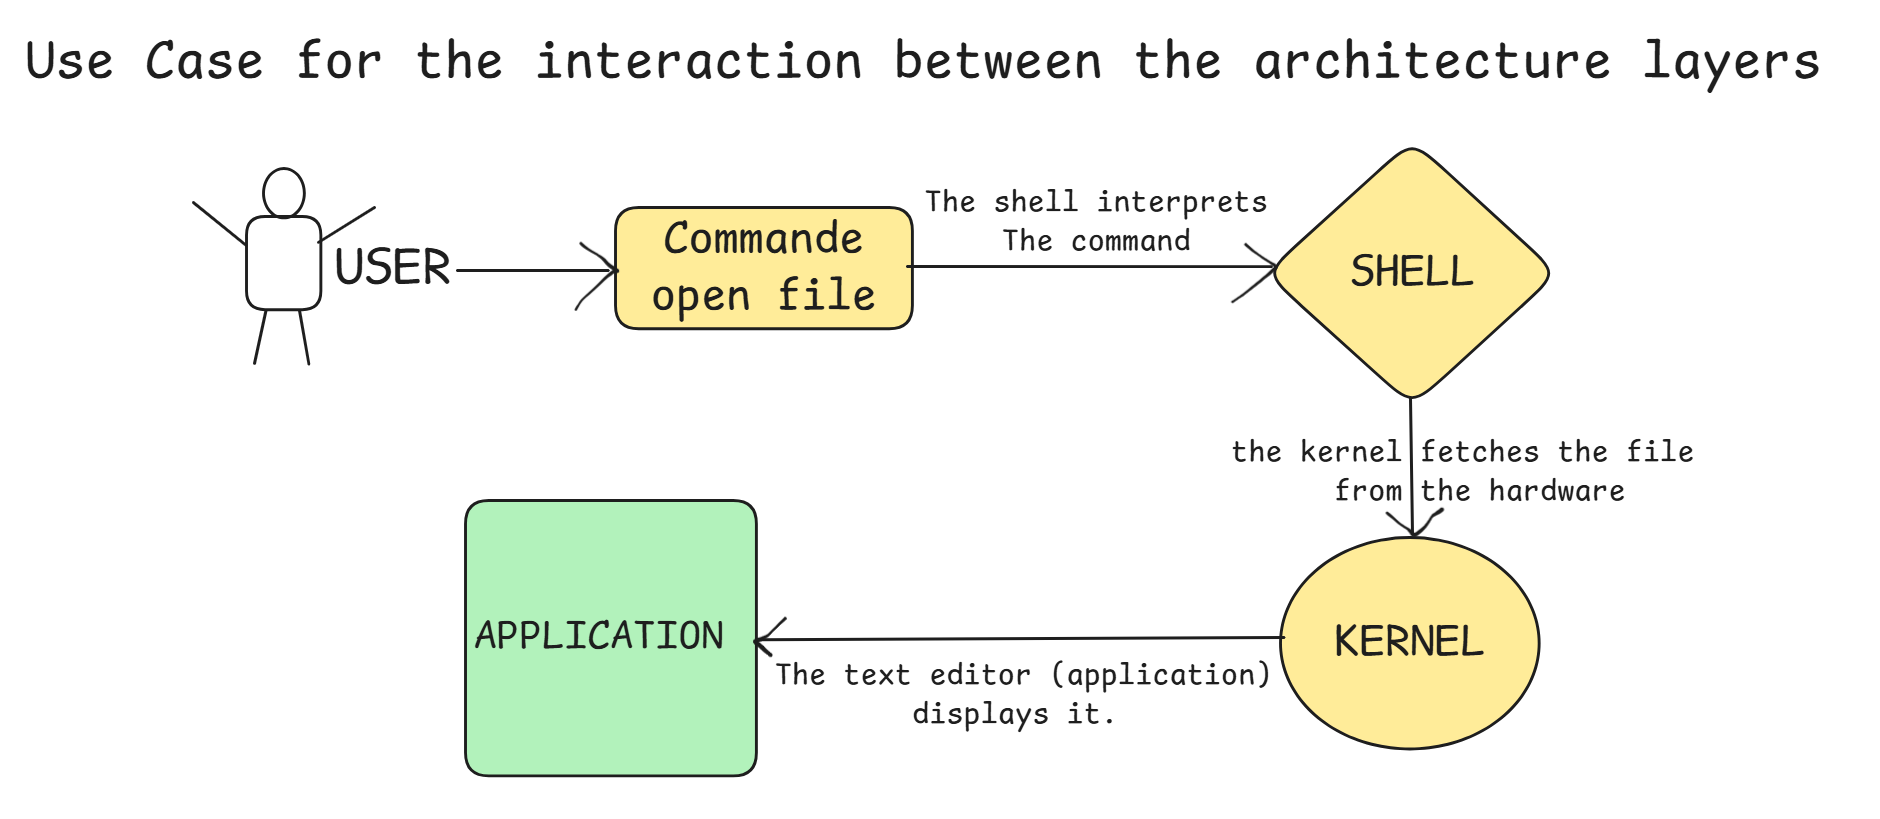 Use Case for the interaction between the architecture layers
USER
Commande
open file
The shell interprets
The command
SHELL
the kernel fetches the file
from the hardware
KERNEL
The text editor (application)
displays it.
APPLICATION